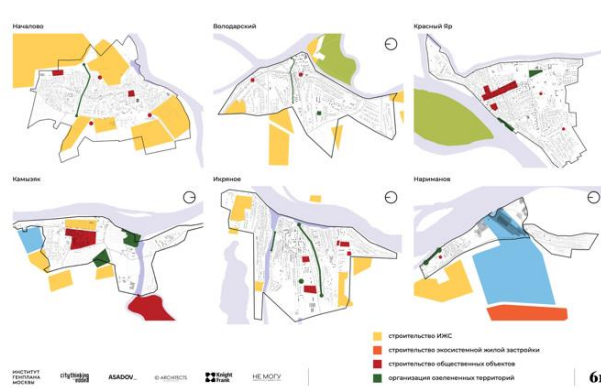 Началово
Володарский
Красный Яр
Камызяк
Икряное
Нариманов
строительство ИЖС
строительство экосистемной жилой застройки
строительство общественных объектов
организация озелененных территорий
ИНСТИТУТ
ГЕНПЛАНА
МОСКВЫ
ASADOV_
Knight
Frank
НЕ МОГУ